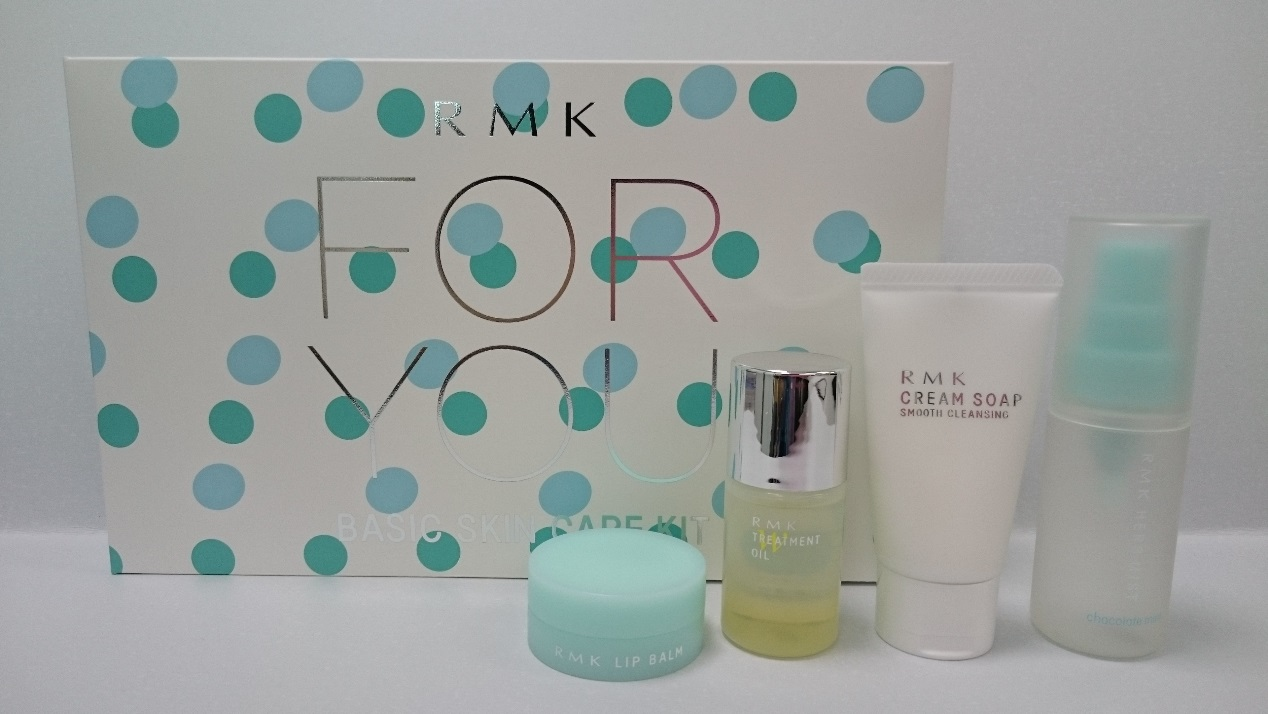 RMK
FOR
YOU
BASIC SKIN CARE KIT
RMK LIP BALM
RMK
W
TREATMENT
OIL
RMK
CREAM SOAP
SMOOTH CLEANSING
RMK
chocolate